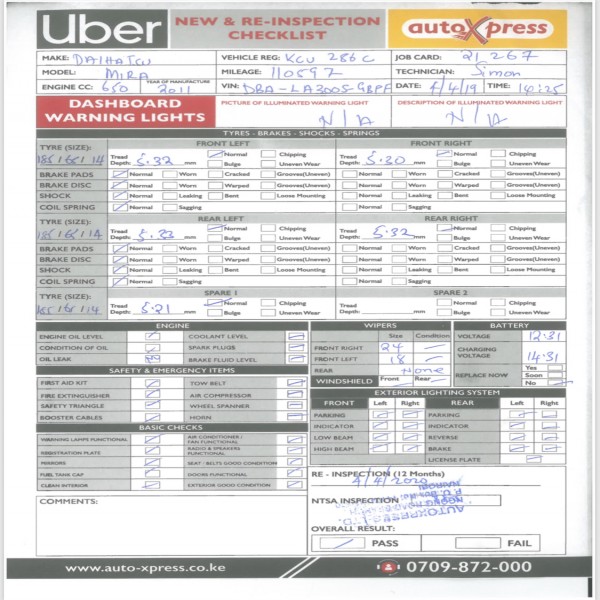 Uber NEW & RE-INSPECTION CHECKLIST autoXpress
MAKE: DAIHATSU VEHICLE REG: KCU 286C JOB CARD: 21 267
MODEL: MIRA MILEAGE: 110597 TECHNICIAN: Simon
ENGINE CC: 650 YEAR OF MANUFACTURE 2011 VIN: DBA-LA300S GBPF DATE: 4/4/19 TIME: 14:25
DASHBOARD WARNING LIGHTS
PICTURE OF ILLUMINATED WARNING LIGHT DESCRIPTION OF ILLUMINATED WARNING LIGHT
N/A N/A
TYRES - BRAKES - SHOCKS - SPRINGS
TYRE (SIZE): FRONT LEFT FRONT RIGHT
165/65/14 Tread Depth: 5.32 mm Normal Chipping Bulge Uneven Wear Tread Depth: 5.30 mm Normal Chipping Bulge Uneven Wear
BRAKE PADS Normal Worn Cracked Grooves(Uneven) Normal Worn Cracked Grooves(Uneven)
BRAKE DISC Normal Worn Warped Grooves(Uneven) Normal Worn Warped Grooves(Uneven)
SHOCK Normal Leaking Bent Loose Mounting Normal Leaking Bent Loose Mounting
COIL SPRING Normal Sagging Normal Sagging
TYRE (SIZE): REAR LEFT REAR RIGHT
165/65/14 Tread Depth: 5.33 mm Normal Chipping Bulge Uneven Wear Tread Depth: 5.32 mm Normal Chipping Bulge Uneven Wear
BRAKE PADS Normal Worn Cracked Grooves(Uneven) Normal Worn Cracked Grooves(Uneven)
BRAKE DISC Normal Worn Warped Grooves(Uneven) Normal Worn Warped Grooves(Uneven)
SHOCK Normal Leaking Bent Loose Mounting Normal Leaking Bent Loose Mounting
COIL SPRING Normal Sagging Normal Sagging
TYRE (SIZE): SPARE 1 SPARE 2
165/65/14 Tread Depth: 5.21 mm Normal Chipping Bulge Uneven Wear Tread Depth: mm Normal Chipping Bulge Uneven Wear
ENGINE
ENGINE OIL LEVEL COOLANT LEVEL
CONDITION OF OIL SPARK PLUGS
OIL LEAK BRAKE FLUID LEVEL
SAFETY & EMERGENCY ITEMS
FIRST AID KIT TOW BELT
FIRE EXTINGUISHER AIR COMPRESSOR
SAFETY TRIANGLE WHEEL SPANNER
BOOSTER CABLES HORN
BASIC CHECKS
WARNING LAMPS FUNCTIONAL AIR CONDITIONER / FAN FUNCTIONAL
REGISTRATION PLATE RADIO & SPEAKERS FUNCTIONAL
MIRRORS SEAT / BELTS GOOD CONDITION
FUEL TANK CAP DOORS FUNCTIONAL
CLEAN INTERIOR EXTERIOR GOOD CONDITION
COMMENTS:
WIPERS
Size Condition
FRONT RIGHT 24
FRONT LEFT 18
REAR None
WINDSHIELD Front Rear
BATTERY
VOLTAGE 12.31
CHARGING VOLTAGE 14.31
REPLACE NOW Yes Soon No
EXTERIOR LIGHTING SYSTEM
FRONT Left Right REAR Left Right
PARKING PARKING
INDICATOR INDICATOR
LOW BEAM REVERSE
HIGH BEAM BRAKE
LICENSE PLATE
RE - INSPECTION (12 Months)
4/4/2020
NTSA INSPECTION
AUTOXPRESS LTD.
NAIROBI
OVERALL RESULT:
PASS FAIL
www.auto-xpress.co.ke 0709-872-000